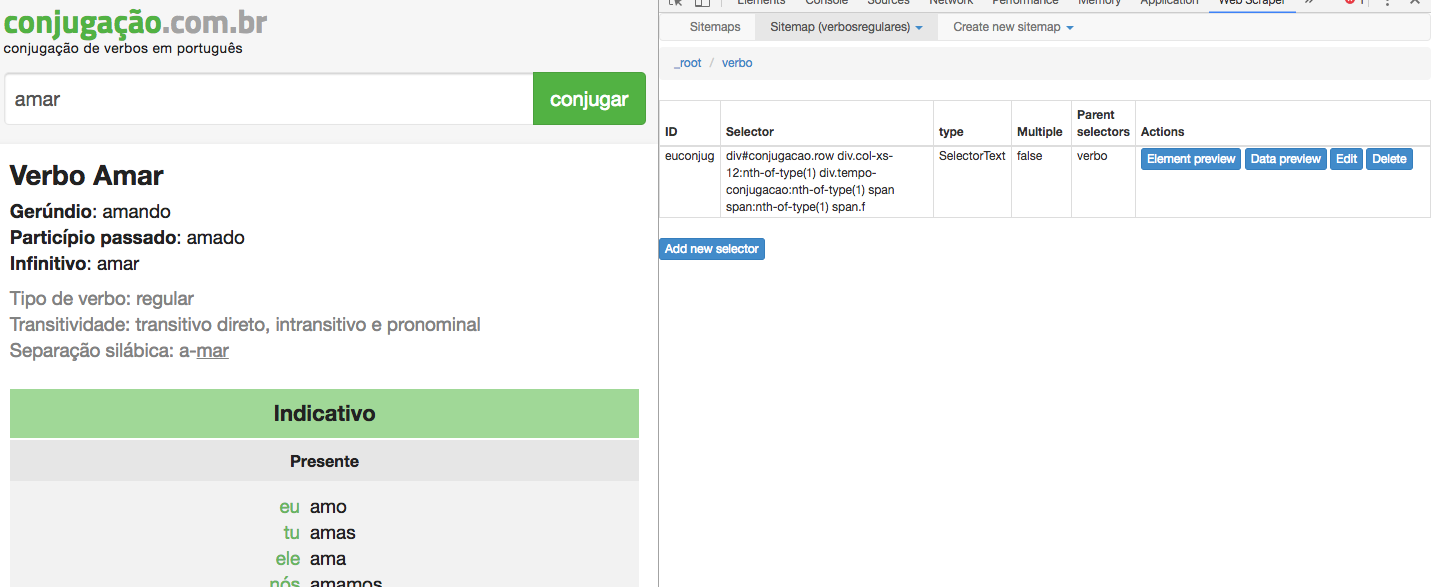 conjugação.com.br
conjugação de verbos em português
amar
conjugar
Verbo Amar
Gerúndio: amando
Particípio passado: amado
Infinitivo: amar
Tipo de verbo: regular
Transitividade: transitivo direto, intransitivo e pronominal
Separação silábica: a-mar
Indicativo
Presente
eu amo
tu amas
ele ama
nós amamos
Elements Console Sources Network Performance Memory Application Web Scraper » 1
Sitemaps Sitemap (verbosregulares) Create new sitemap
_root / verbo
ID Selector type Multiple Parent selectors Actions
euconjug
div#conjugacao.row div.col-xs-
12:nth-of-type(1) div.tempo-
conjugacao:nth-of-type(1) span
span:nth-of-type(1) span.f
SelectorText false verbo Element preview Data preview Edit Delete
Add new selector